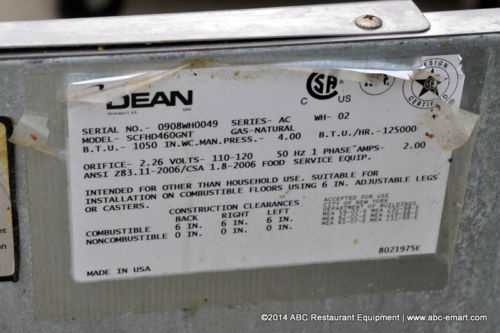 DEAN
USA
C US
DESIGN
CERTIFIED
SERIAL NO.- 0908WH0049 SERIES- AC WH- 02
MODEL- SCFHD460GNT GAS-NATURAL
B.T.U.- 1050 IN.WC.MAN.PRESS.- 4.00 B.T.U./HR.-125000
ORIFICE- 2.26 VOLTS- 110-120 50 HZ 1 PHASE AMPS- 2.00
ANSI Z83.11-2006/CSA 1.8-2006 FOOD SERVICE EQUIP.
INTENDED FOR OTHER THAN HOUSEHOLD USE. SUITABLE FOR
INSTALLATION ON COMBUSTIBLE FLOORS USING 6 IN. ADJUSTABLE LEGS
OR CASTERS.
CONSTRUCTION CLEARANCES
BACK RIGHT LEFT
COMBUSTIBLE 6 IN. 6 IN. 6 IN.
NONCOMBUSTIBLE 0 IN. 0 IN. 0 IN.
ACCEPTED FOR USE
CITY OF NEW YORK
DEPARTMENT OF BUILDINGS
8021975E
MADE IN USA
©2014 ABC Restaurant Equipment | www.abc-emart.com